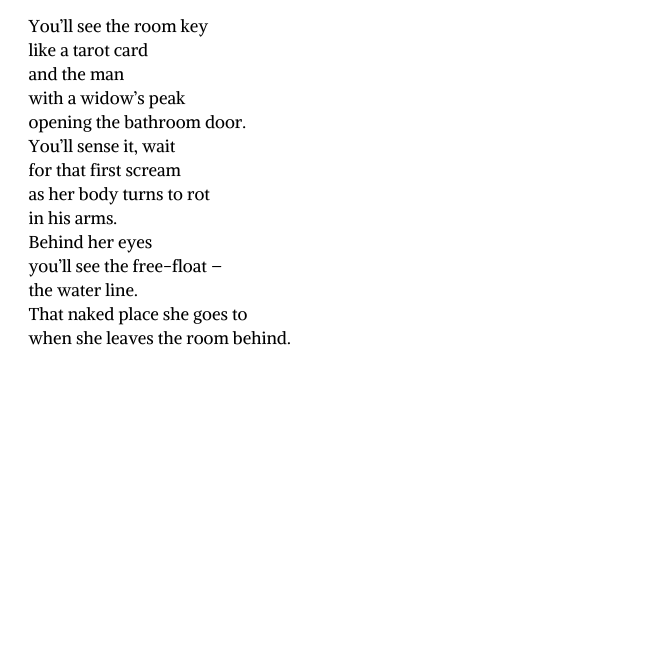 You’ll see the room key
like a tarot card
and the man
with a widow’s peak
opening the bathroom door.
You’ll sense it, wait
for that first scream
as her body turns to rot
in his arms.
Behind her eyes
you’ll see the free-float –
the water line.
That naked place she goes to
when she leaves the room behind.